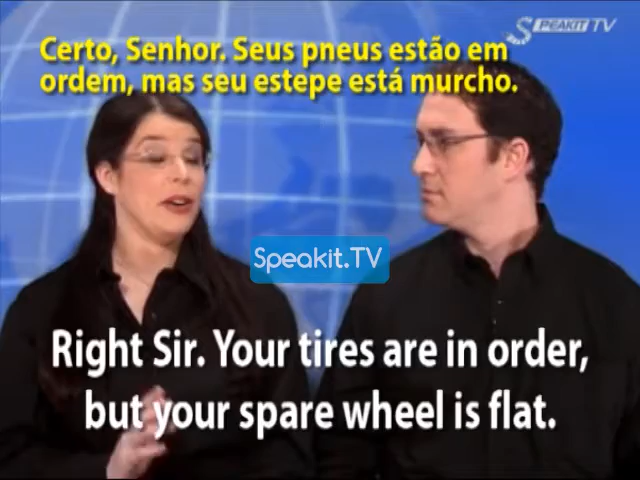 SPEAKIT TV
Certo, Senhor. Seus pneus estão em
ordem, mas seu estepe está murcho.
Speakit.TV
Right Sir. Your tires are in order,
but your spare wheel is flat.